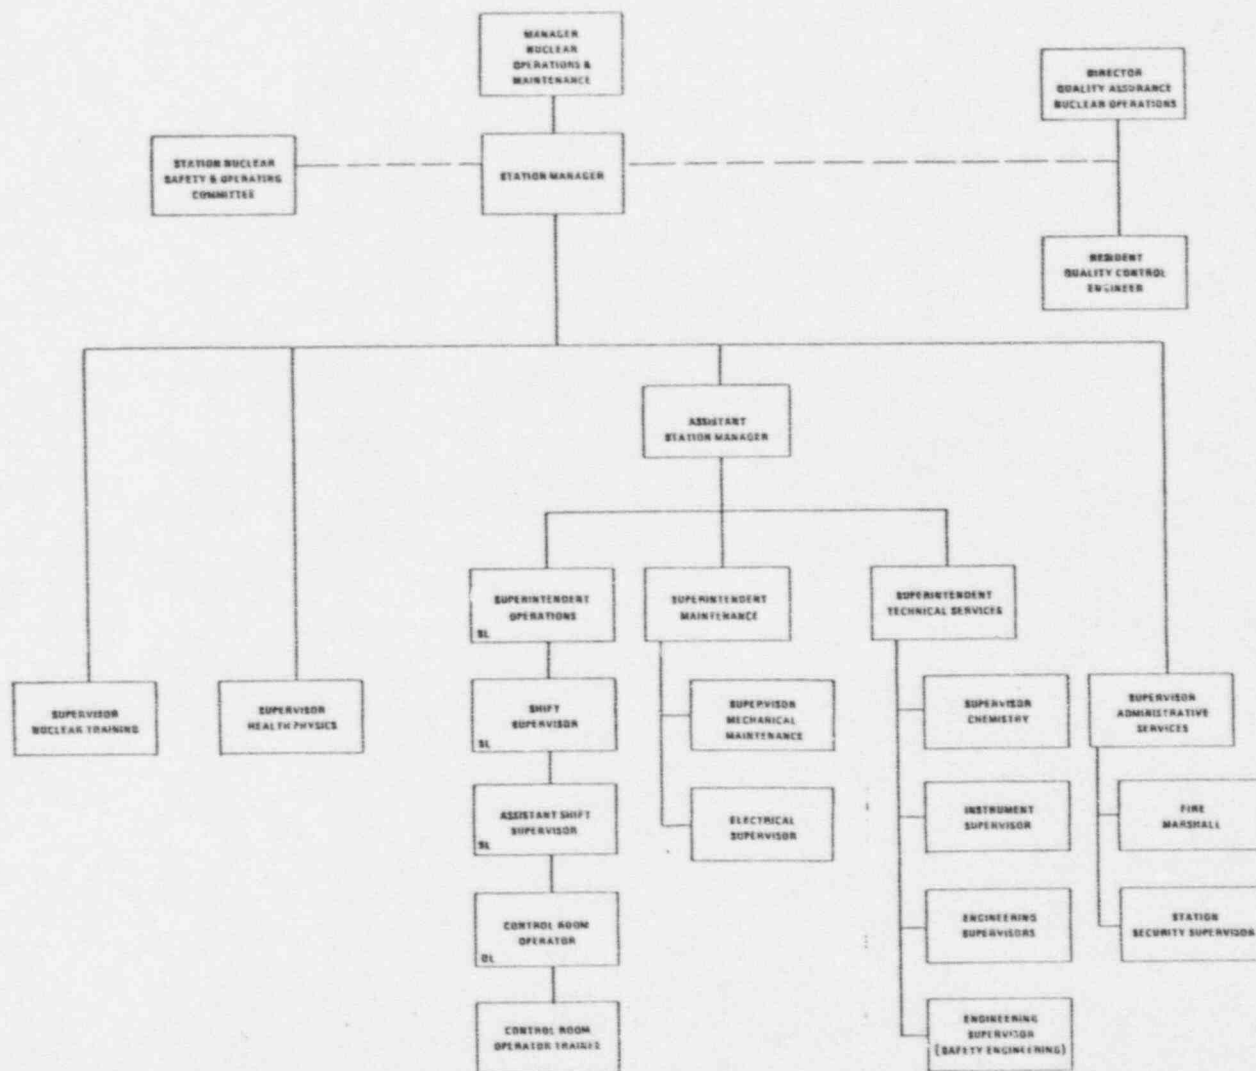 MANAGER
NUCLEAR
OPERATIONS &
MAINTENANCE
DIRECTOR
QUALITY ASSURANCE
NUCLEAR OPERATIONS
STATION NUCLEAR
SAFETY & OPERATING
COMMITTEE
STATION MANAGER
RESIDENT
QUALITY CONTROL
ENGINEER
ASSISTANT
STATION MANAGER
SUPERINTENDENT
OPERATIONS
SL
SUPERINTENDENT
MAINTENANCE
SUPERINTENDENT
TECHNICAL SERVICES
SUPERVISOR
NUCLEAR TRAINING
SUPERVISOR
HEALTH PHYSICS
SHIFT
SUPERVISOR
SL
SUPERVISOR
MECHANICAL
MAINTENANCE
SUPERVISOR
CHEMISTRY
SUPERVISOR
ADMINISTRATIVE
SERVICES
ASSISTANT SHIFT
SUPERVISOR
SL
ELECTRICAL
SUPERVISOR
INSTRUMENT
SUPERVISOR
FIRE
MARSHALL
CONTROL ROOM
OPERATOR
OL
ENGINEERING
SUPERVISORS
STATION
SECURITY SUPERVISOR
CONTROL ROOM
OPERATOR TRAINEE
ENGINEERING
SUPERVISOR
(SAFETY ENGINEERING)